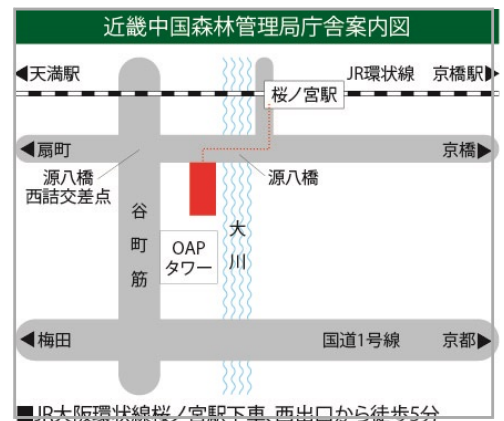 近畿中国森林管理局庁舎案内図
◀天満駅
JR環状線 京橋駅▶
桜ノ宮駅
◀扇町
京橋▶
源八橋
西詰交差点
源八橋
谷町筋
OAP
タワー
大川
◀梅田
国道1号線 京都▶
■JR大阪環状線桜ノ宮駅下車、西出口から徒歩5分